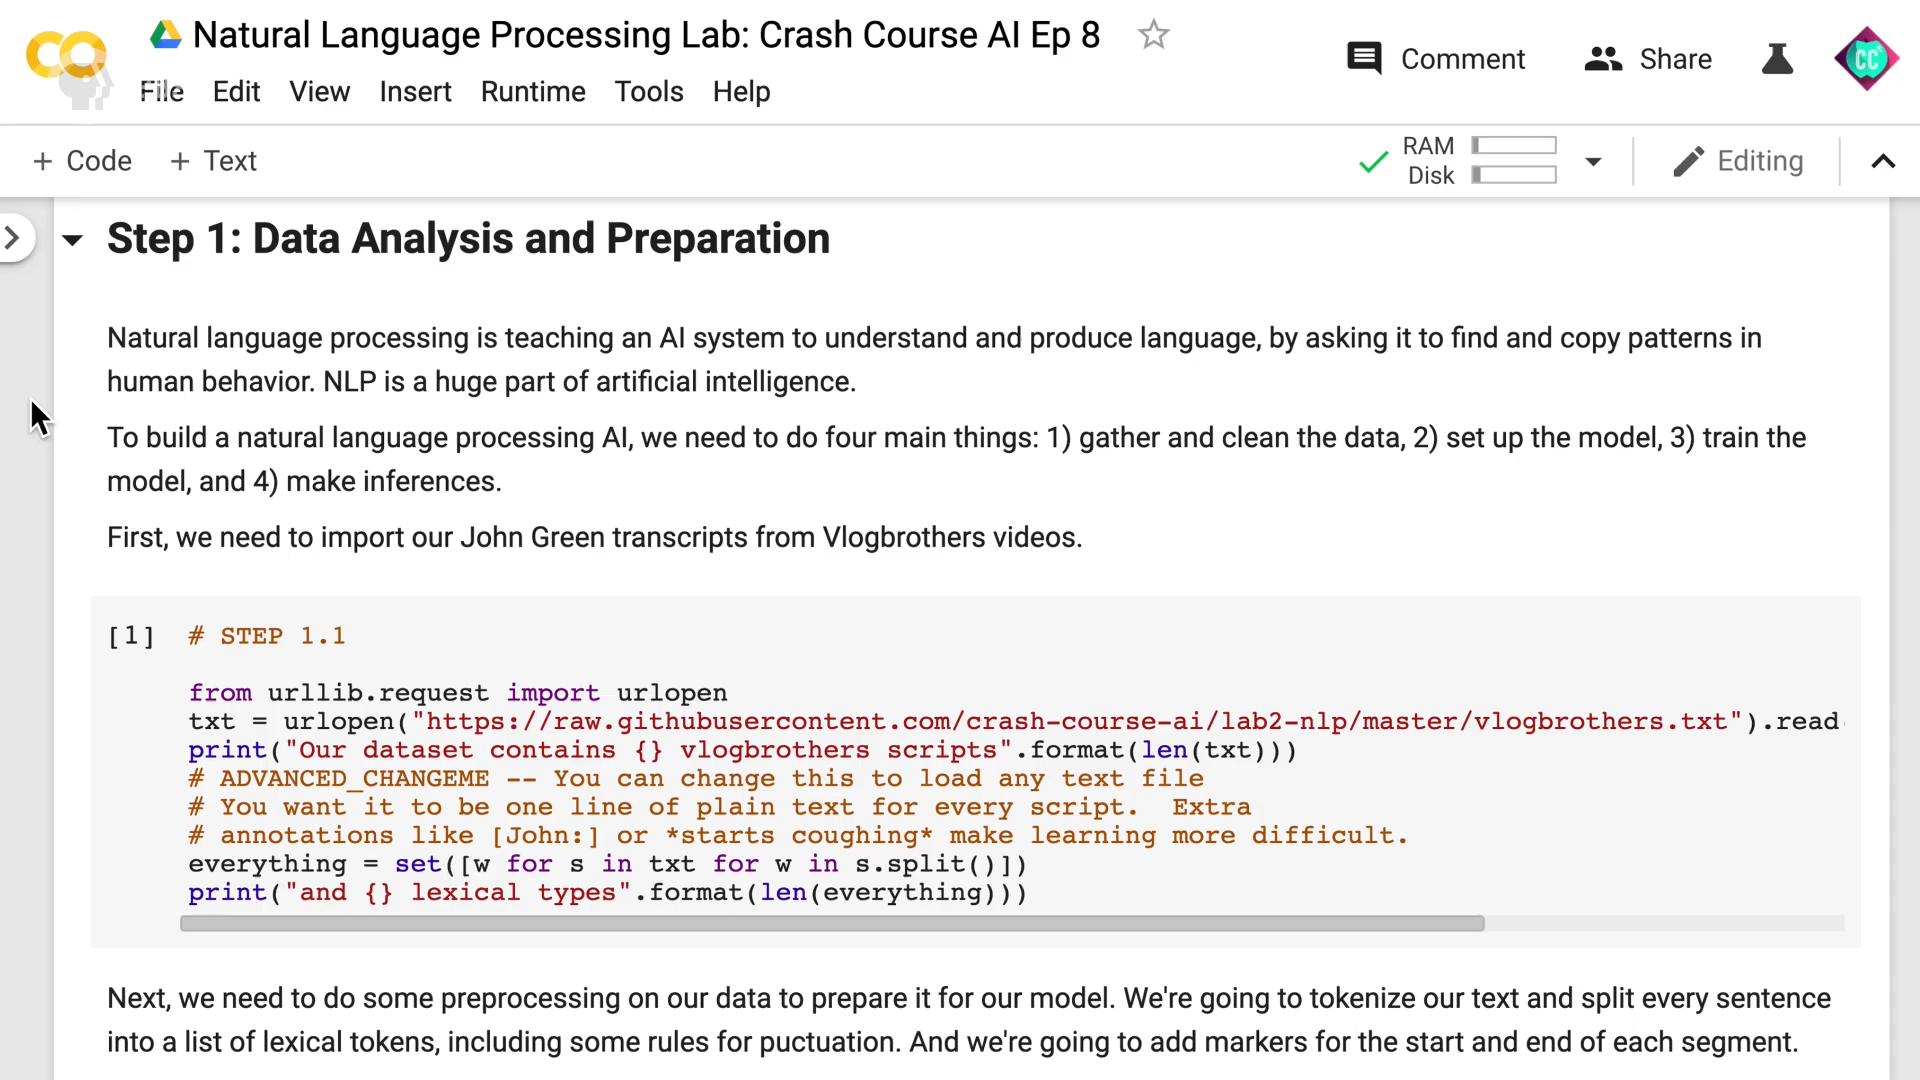 Natural Language Processing Lab: Crash Course AI Ep 8
Comment
Share
CC
File Edit View Insert Runtime Tools Help
+ Code + Text
RAM
Disk
Editing
Step 1: Data Analysis and Preparation
Natural language processing is teaching an AI system to understand and produce language, by asking it to find and copy patterns in
human behavior. NLP is a huge part of artificial intelligence.
To build a natural language processing AI, we need to do four main things: 1) gather and clean the data, 2) set up the model, 3) train the
model, and 4) make inferences.
First, we need to import our John Green transcripts from Vlogbrothers videos.
[1] # STEP 1.1
from urllib.request import urlopen
txt = urlopen("https://raw.githubusercontent.com/crash-course-ai/lab2-nlp/master/vlogbrothers.txt").read
print("Our dataset contains {} vlogbrothers scripts".format(len(txt)))
# ADVANCED_CHANGEME -- You can change this to load any text file
# You want it to be one line of plain text for every script.  Extra
# annotations like [John:] or *starts coughing* make learning more difficult.
everything = set([w for s in txt for w in s.split()])
print("and {} lexical types".format(len(everything)))
Next, we need to do some preprocessing on our data to prepare it for our model. We're going to tokenize our text and split every sentence
into a list of lexical tokens, including some rules for puctuation. And we're going to add markers for the start and end of each segment.